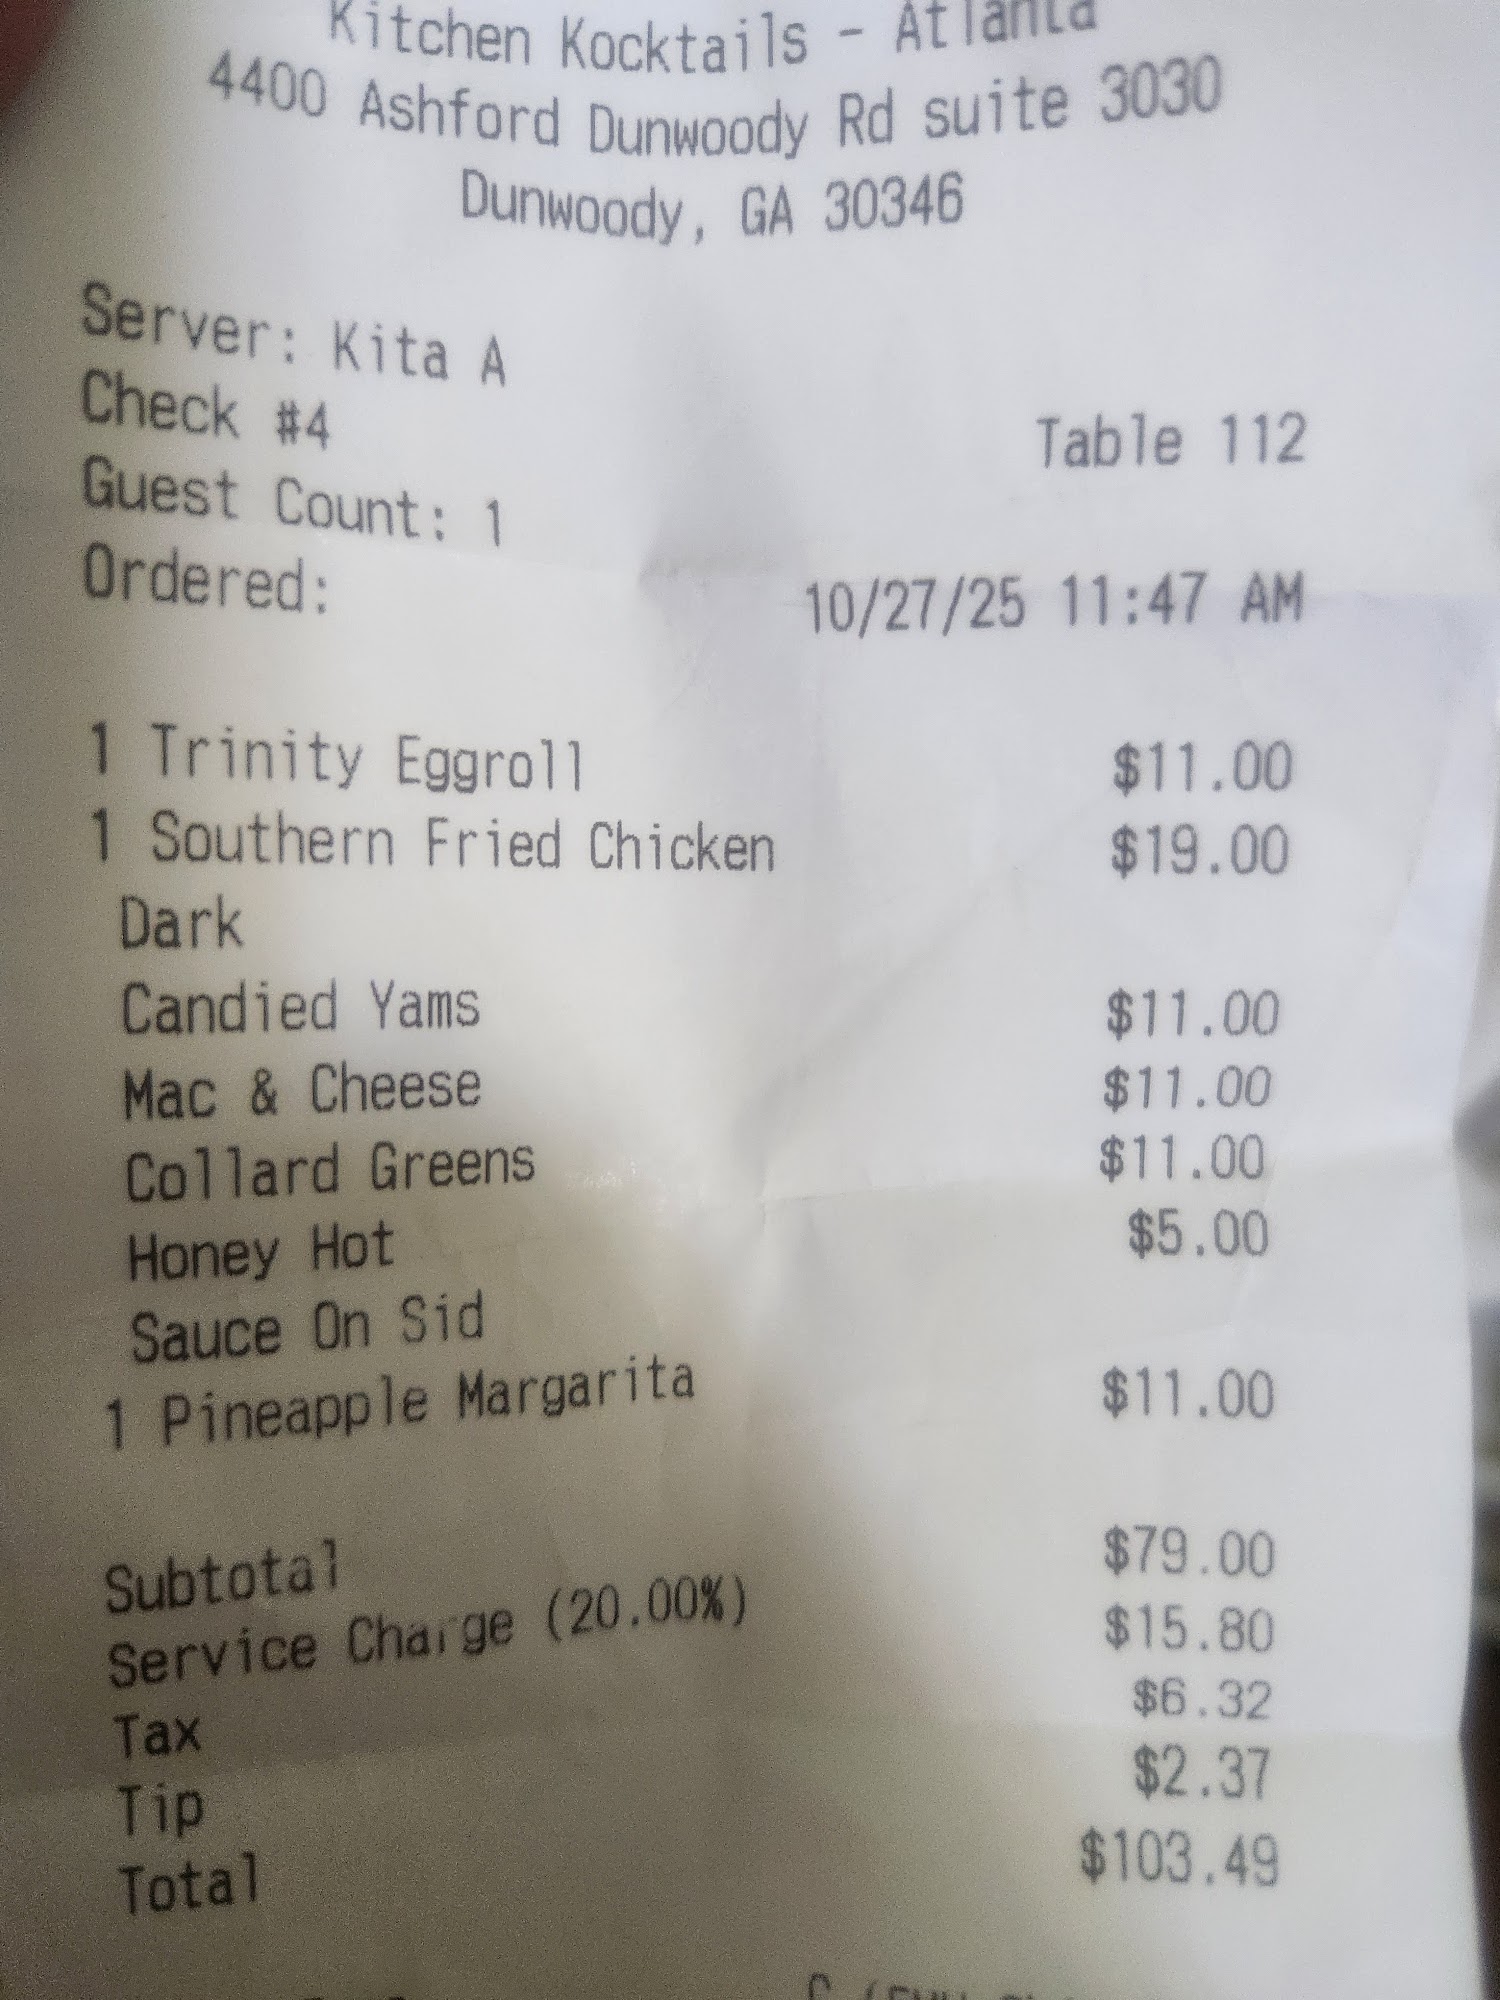 Kitchen Kocktails - Atlanta
4400 Ashford Dunwoody Rd suite 3030
Dunwoody, GA 30346
Server: Kita A
Check #4 Table 112
Guest Count: 1
Ordered: 10/27/25 11:47 AM
1 Trinity Eggroll $11.00
1 Southern Fried Chicken $19.00
Dark
Candied Yams $11.00
Mac & Cheese $11.00
Collard Greens $11.00
Honey Hot $5.00
Sauce On Sid
1 Pineapple Margarita $11.00
Subtotal $79.00
Service Charge (20.00%) $15.80
Tax $6.32
Tip $2.37
Total $103.49